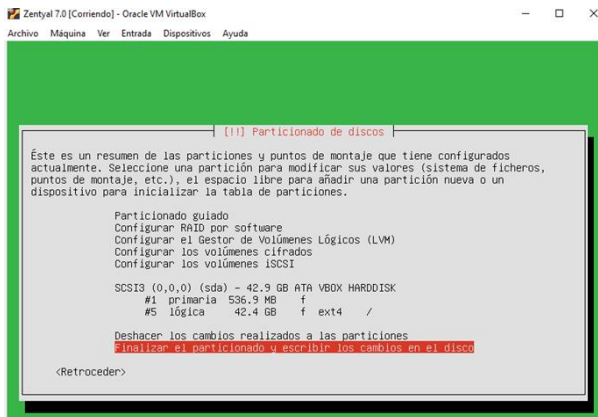 Zentyal 7.0 [Corriendo] - Oracle VM VirtualBox
Archivo Máquina Ver Entrada Dispositivos Ayuda
[!!] Particionado de discos
Éste es un resumen de las particiones y puntos de montaje que tiene configurados
actualmente. Seleccione una partición para modificar sus valores (sistema de ficheros,
puntos de montaje, etc.), el espacio libre para añadir una partición nueva o un
dispositivo para inicializar la tabla de particiones.
Particionado guiado
Configurar RAID por software
Configurar el Gestor de Volúmenes Lógicos (LVM)
Configurar los volúmenes cifrados
Configurar los volúmenes iSCSI
SCSI3 (0,0,0) (sda) - 42.9 GB ATA VBOX HARDDISK
#1 primaria 536.9 MB f
#5 lógica 42.4 GB f ext4 /
Deshacer los cambios realizados a las particiones
Finalizar el particionado y escribir los cambios en el disco
<Retroceder>